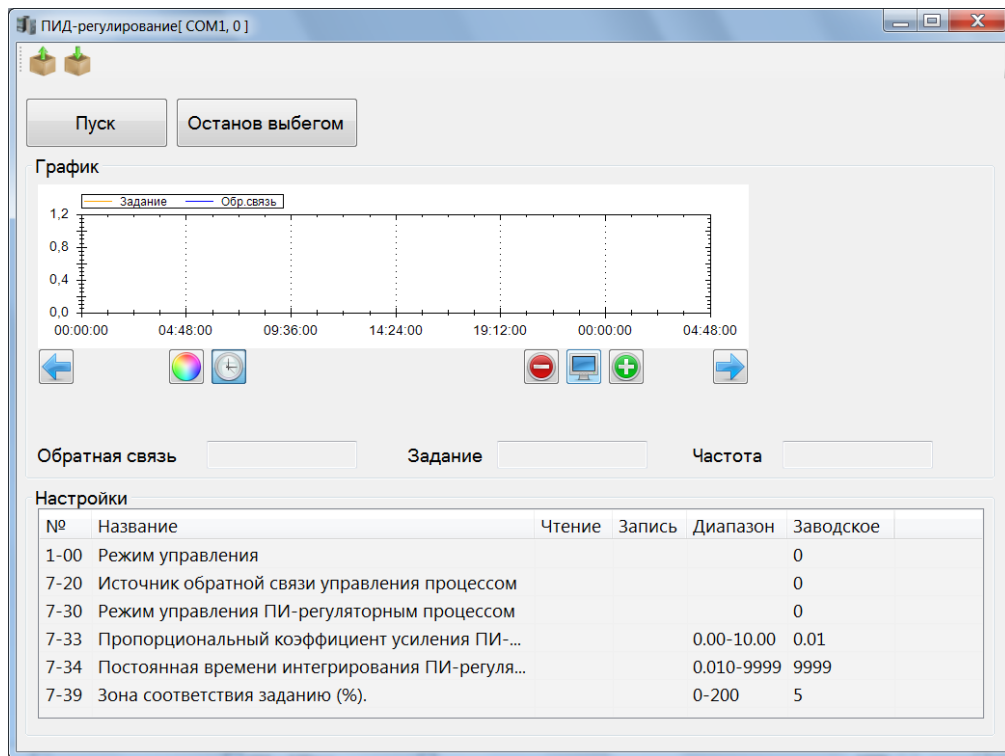 ПИД-регулирование[ COM1, 0 ]
Пуск Останов выбегом
График
Задание Обр.связь
1,2
0,8
0,4
0,0
00:00:00 04:48:00 09:36:00 14:24:00 19:12:00 00:00:00 04:48:00
Обратная связь Задание Частота
Настройки
№ Название Чтение Запись Диапазон Заводское
1-00 Режим управления 0
7-20 Источник обратной связи управления процессом 0
7-30 Режим управления ПИ-регуляторным процессом 0
7-33 Пропорциональный коэффициент усиления ПИ-... 0.00-10.00 0.01
7-34 Постоянная времени интегрирования ПИ-регуля... 0.010-9999 9999
7-39 Зона соответствия заданию (%). 0-200 5